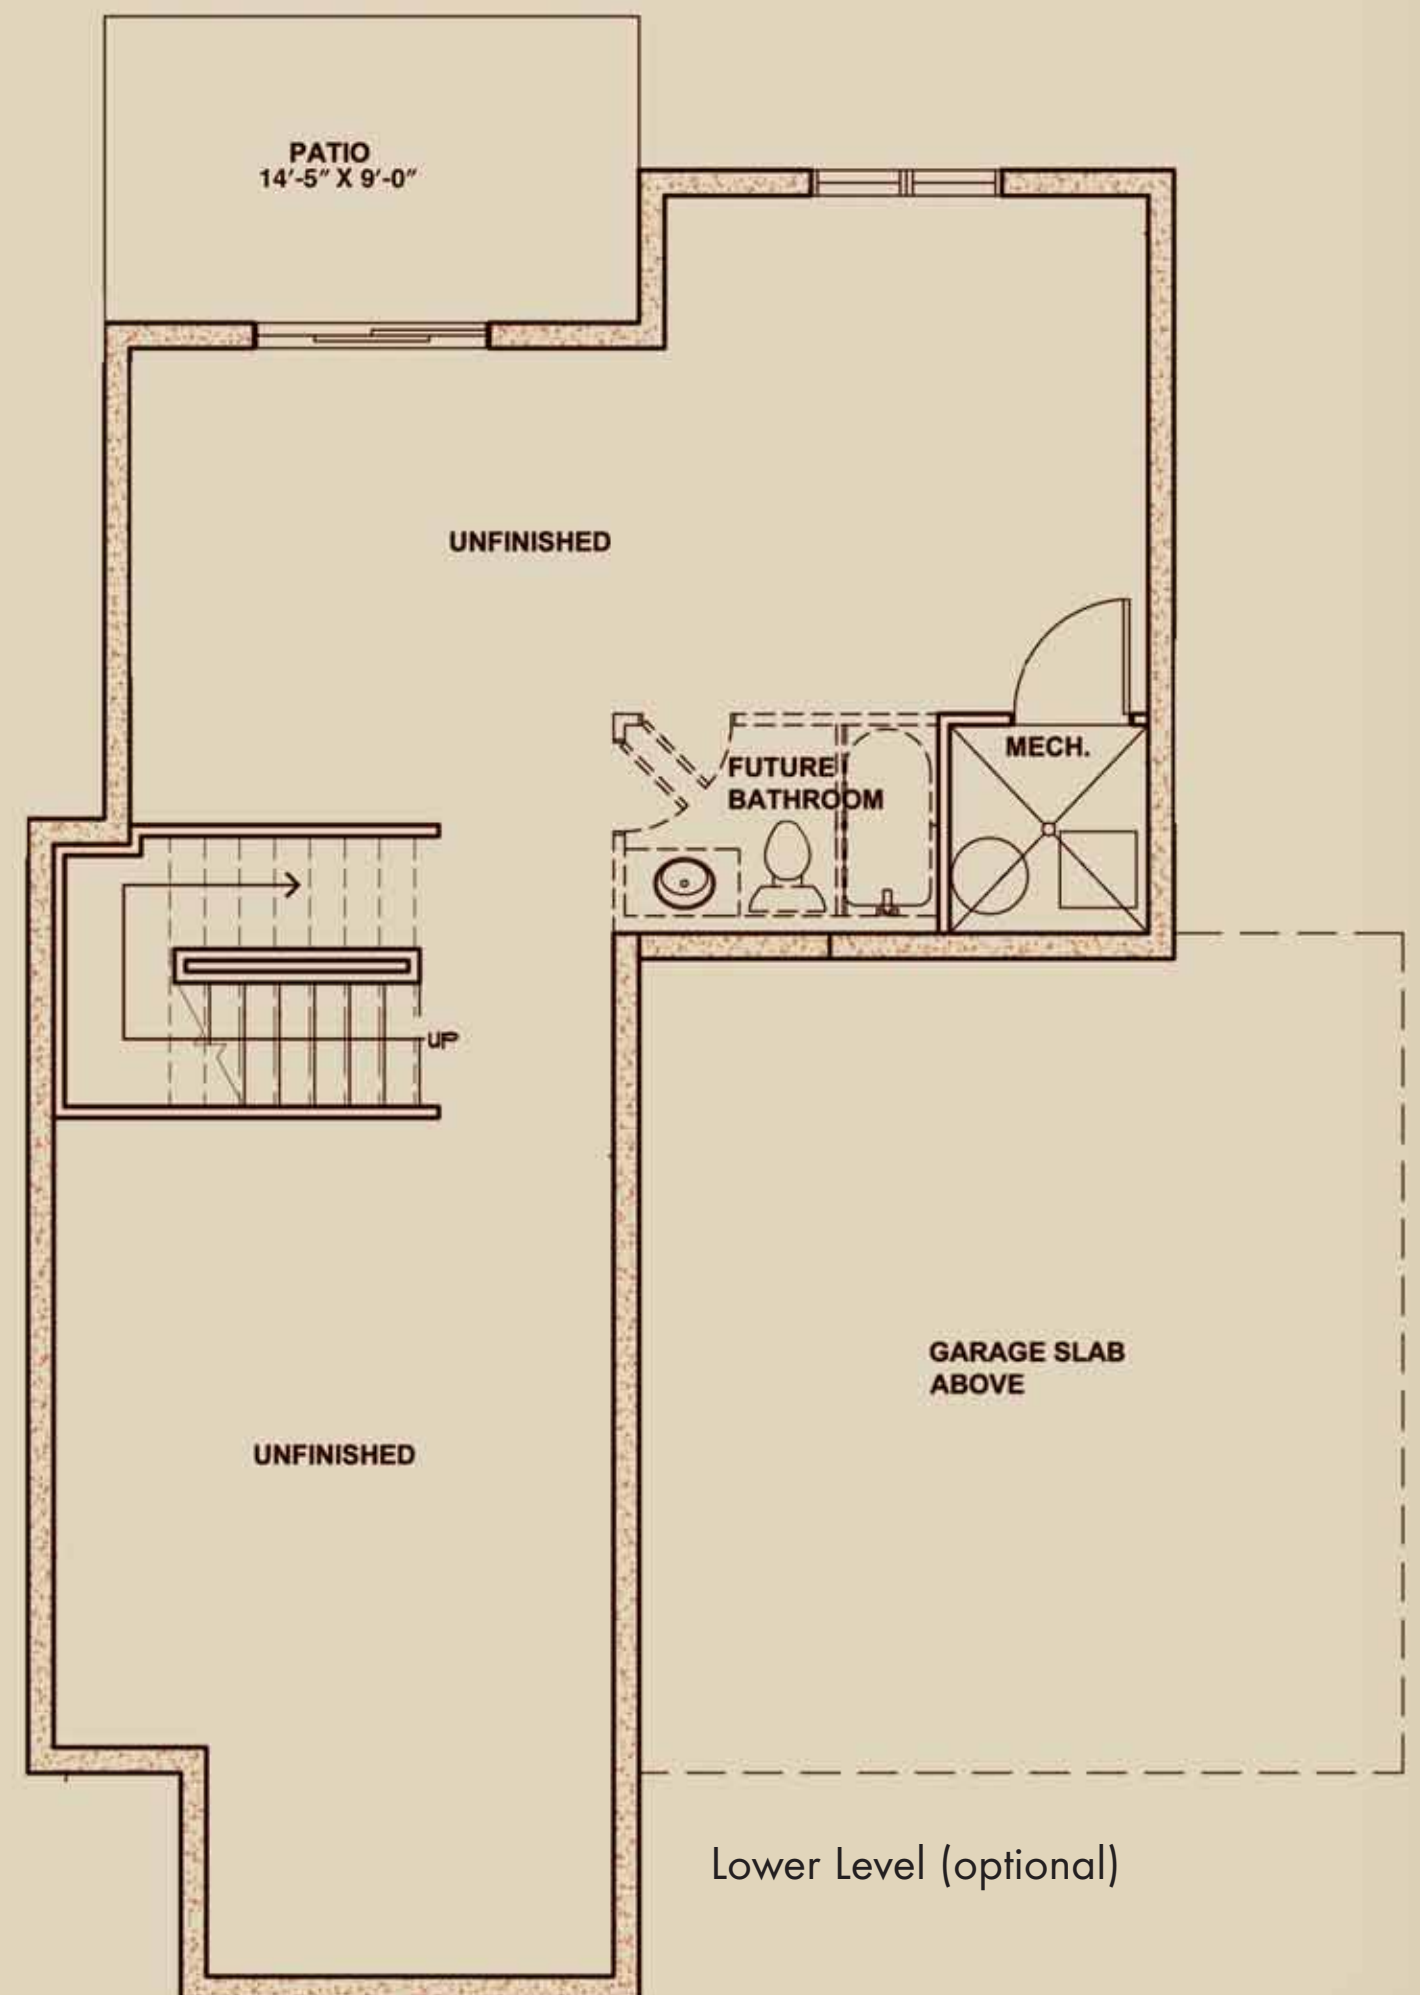 PATIO
14'-5" X 9'-0"
UNFINISHED
MECH.
FUTURE
BATHROOM
UP
GARAGE SLAB
ABOVE
UNFINISHED
Lower Level (optional)